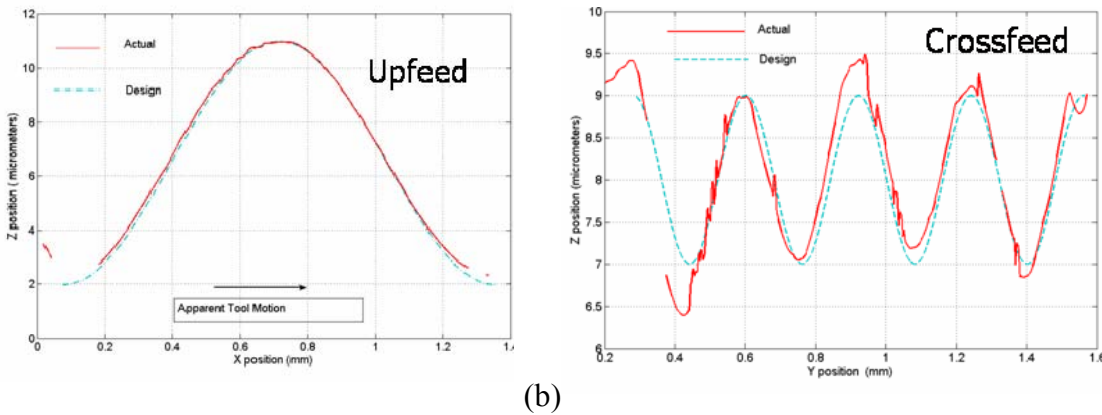 12
10
8
6
4
2
0
Z position ( micrometers)
Actual
Design
Upfeed
Apparent Tool Motion
0
0.2
0.4
0.6
0.8
1
1.2
X position (mm)
10
9.5
9
8.5
8
7.5
7
6.5
6
Z position (micrometers)
Actual
Design
Crossfeed
0.2
0.4
0.6
0.8
1
1.2
1.4
1.6
Y position (mm)
(b)